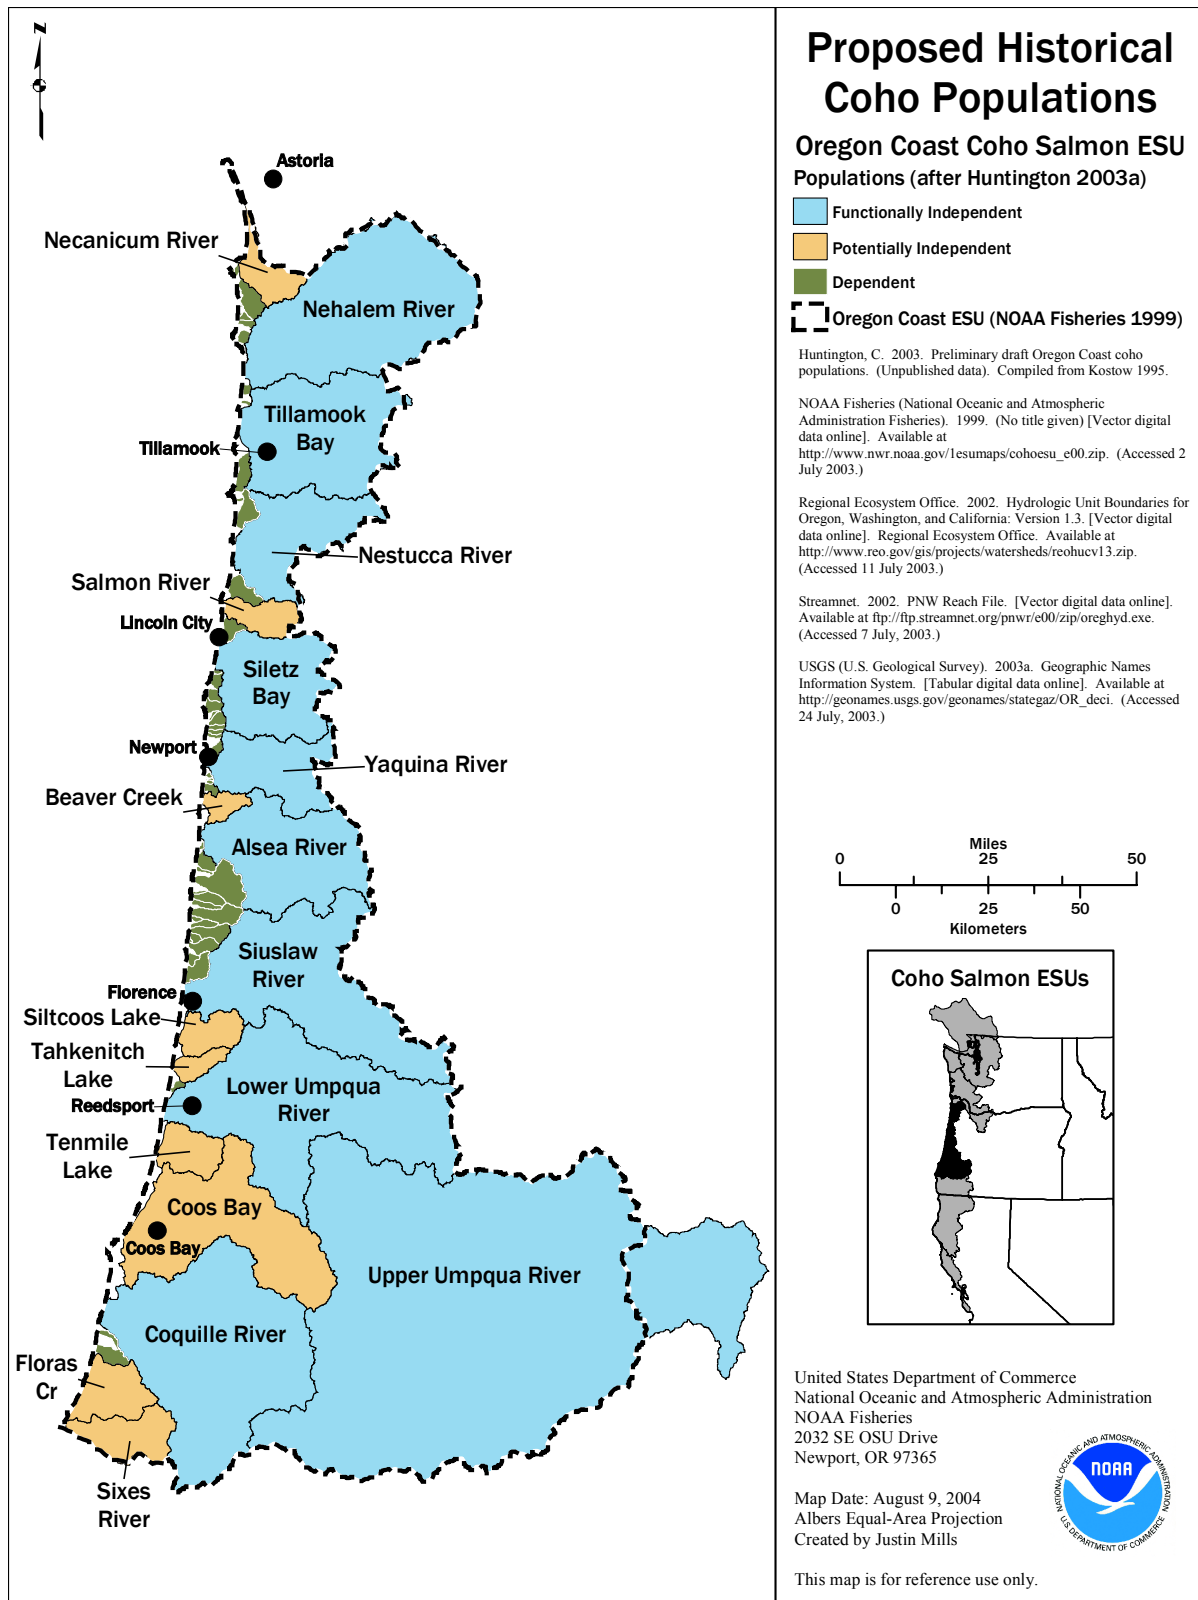 Proposed Historical
Coho Populations
Oregon Coast Coho Salmon ESU
Populations (after Huntington 2003a)
Functionally Independent
Potentially Independent
Dependent
Oregon Coast ESU (NOAA Fisheries 1999)
Huntington, C.  2003.  Preliminary draft Oregon Coast coho
populations.  (Unpublished data).  Compiled from Kostow 1995.
NOAA Fisheries (National Oceanic and Atmospheric
Administration Fisheries).  1999.  (No title given) [Vector digital
data online].  Available at
http://www.nwr.noaa.gov/1esumaps/cohoesu_e00.zip.  (Accessed 2
July 2003.)
Regional Ecosystem Office.  2002.  Hydrologic Unit Boundaries for
Oregon, Washington, and California: Version 1.3. [Vector digital
data online].  Regional Ecosystem Office.  Available at
http://www.reo.gov/gis/projects/watersheds/reohucv13.zip.
(Accessed 11 July 2003.)
Streamnet.  2002.  PNW Reach File.  [Vector digital data online].
Available at ftp://ftp.streamnet.org/pnwr/e00/zip/oreghyd.exe.
(Accessed 7 July, 2003.)
USGS (U.S. Geological Survey).  2003a.  Geographic Names
Information System.  [Tabular digital data online].  Available at
http://geonames.usgs.gov/geonames/stategaz/OR_deci.  (Accessed
24 July, 2003.)
Miles
0 25 50
0 25 50
Kilometers
Coho Salmon ESUs
United States Department of Commerce
National Oceanic and Atmospheric Administration
NOAA Fisheries
2032 SE OSU Drive
Newport, OR 97365
Map Date: August 9, 2004
Albers Equal-Area Projection
Created by Justin Mills
This map is for reference use only.
NATIONAL OCEANIC AND ATMOSPHERIC ADMINISTRATION
NOAA
U.S. DEPARTMENT OF COMMERCE
N
Astoria
Necanicum River
Nehalem River
Tillamook
Bay
Tillamook
Nestucca River
Salmon River
Lincoln City
Siletz
Bay
Newport
Yaquina River
Beaver Creek
Alsea River
Siuslaw
River
Florence
Siltcoos Lake
Tahkenitch
Lake
Lower Umpqua
River
Reedsport
Tenmile
Lake
Coos Bay
Coos Bay
Upper Umpqua River
Coquille River
Floras
Cr
Sixes
River